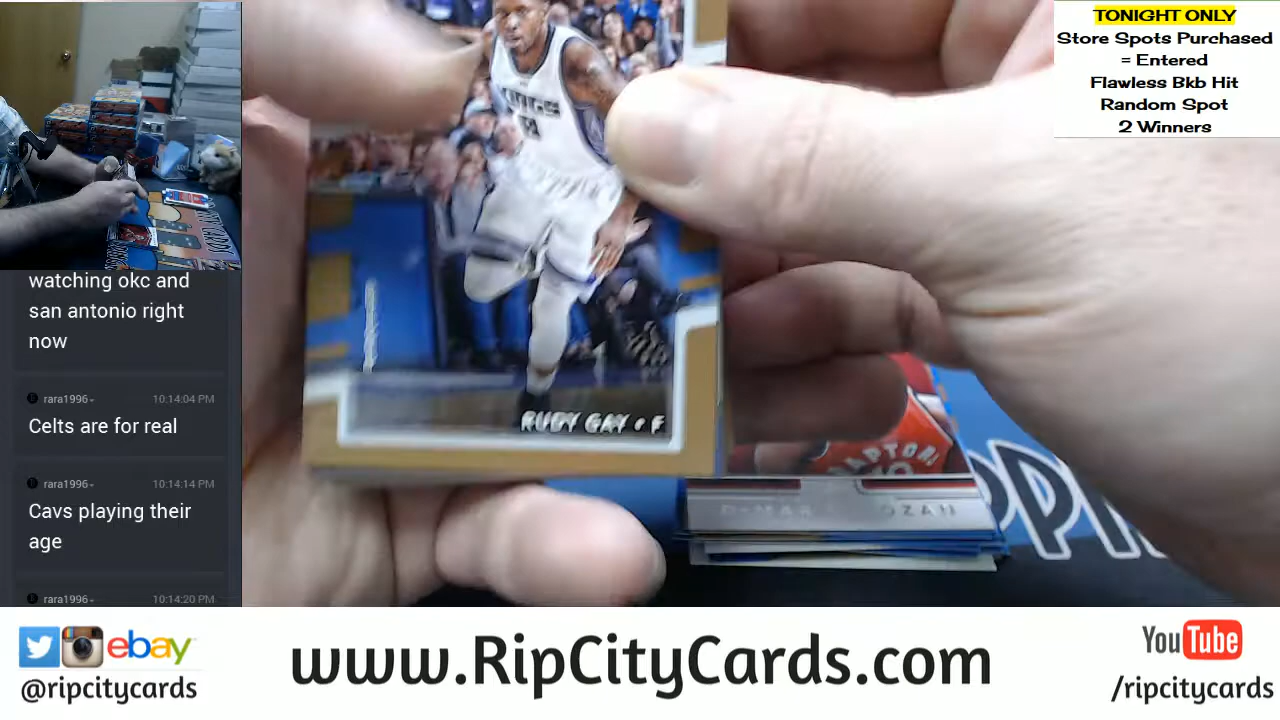 TONIGHT ONLY
Store Spots Purchased
= Entered
Flawless Bkb Hit
Random Spot
2 Winners
KINGS
RUDY GAY • F
watching okc and
san antonio right
now
rara1996
10:14:04 PM
Celts are for real
rara1996
10:14:14 PM
Cavs playing their
age
rara1996
10:14:20 PM
ebay
@ripcitycards
www.RipCityCards.com
YouTube
/ripcitycards